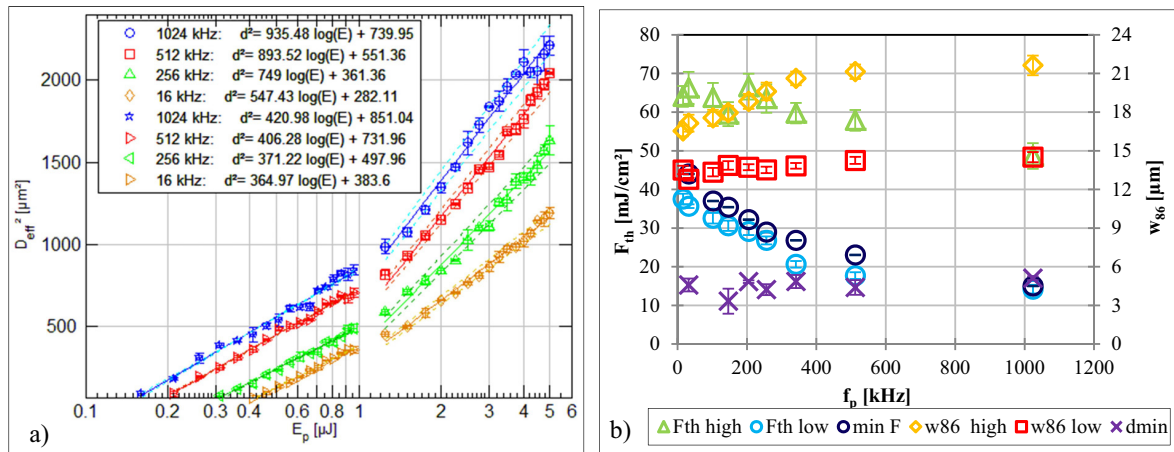 1024 kHz: d²= 935.48 log(E) + 739.95
512 kHz: d²= 893.52 log(E) + 551.36
256 kHz: d²= 749 log(E) + 361.36
16 kHz: d²= 547.43 log(E) + 282.11
1024 kHz: d²= 420.98 log(E) + 851.04
512 kHz: d²= 406.28 log(E) + 731.96
256 kHz: d²= 371.22 log(E) + 497.96
16 kHz: d²= 364.97 log(E) + 383.6
2000
1500
1000
500
D_eff² [µm²]
0.1 0.2 0.3 0.4 0.6 0.8 1 2 3 4 5 6
E_p [µJ]
a)
80
70
60
50
40
30
20
10
0
F_th [mJ/cm²]
24
21
18
15
12
9
6
3
0
w_86 [µm]
0 200 400 600 800 1000 1200
f_p [kHz]
b)
Fth high Fth low min F w86 high w86 low dmin